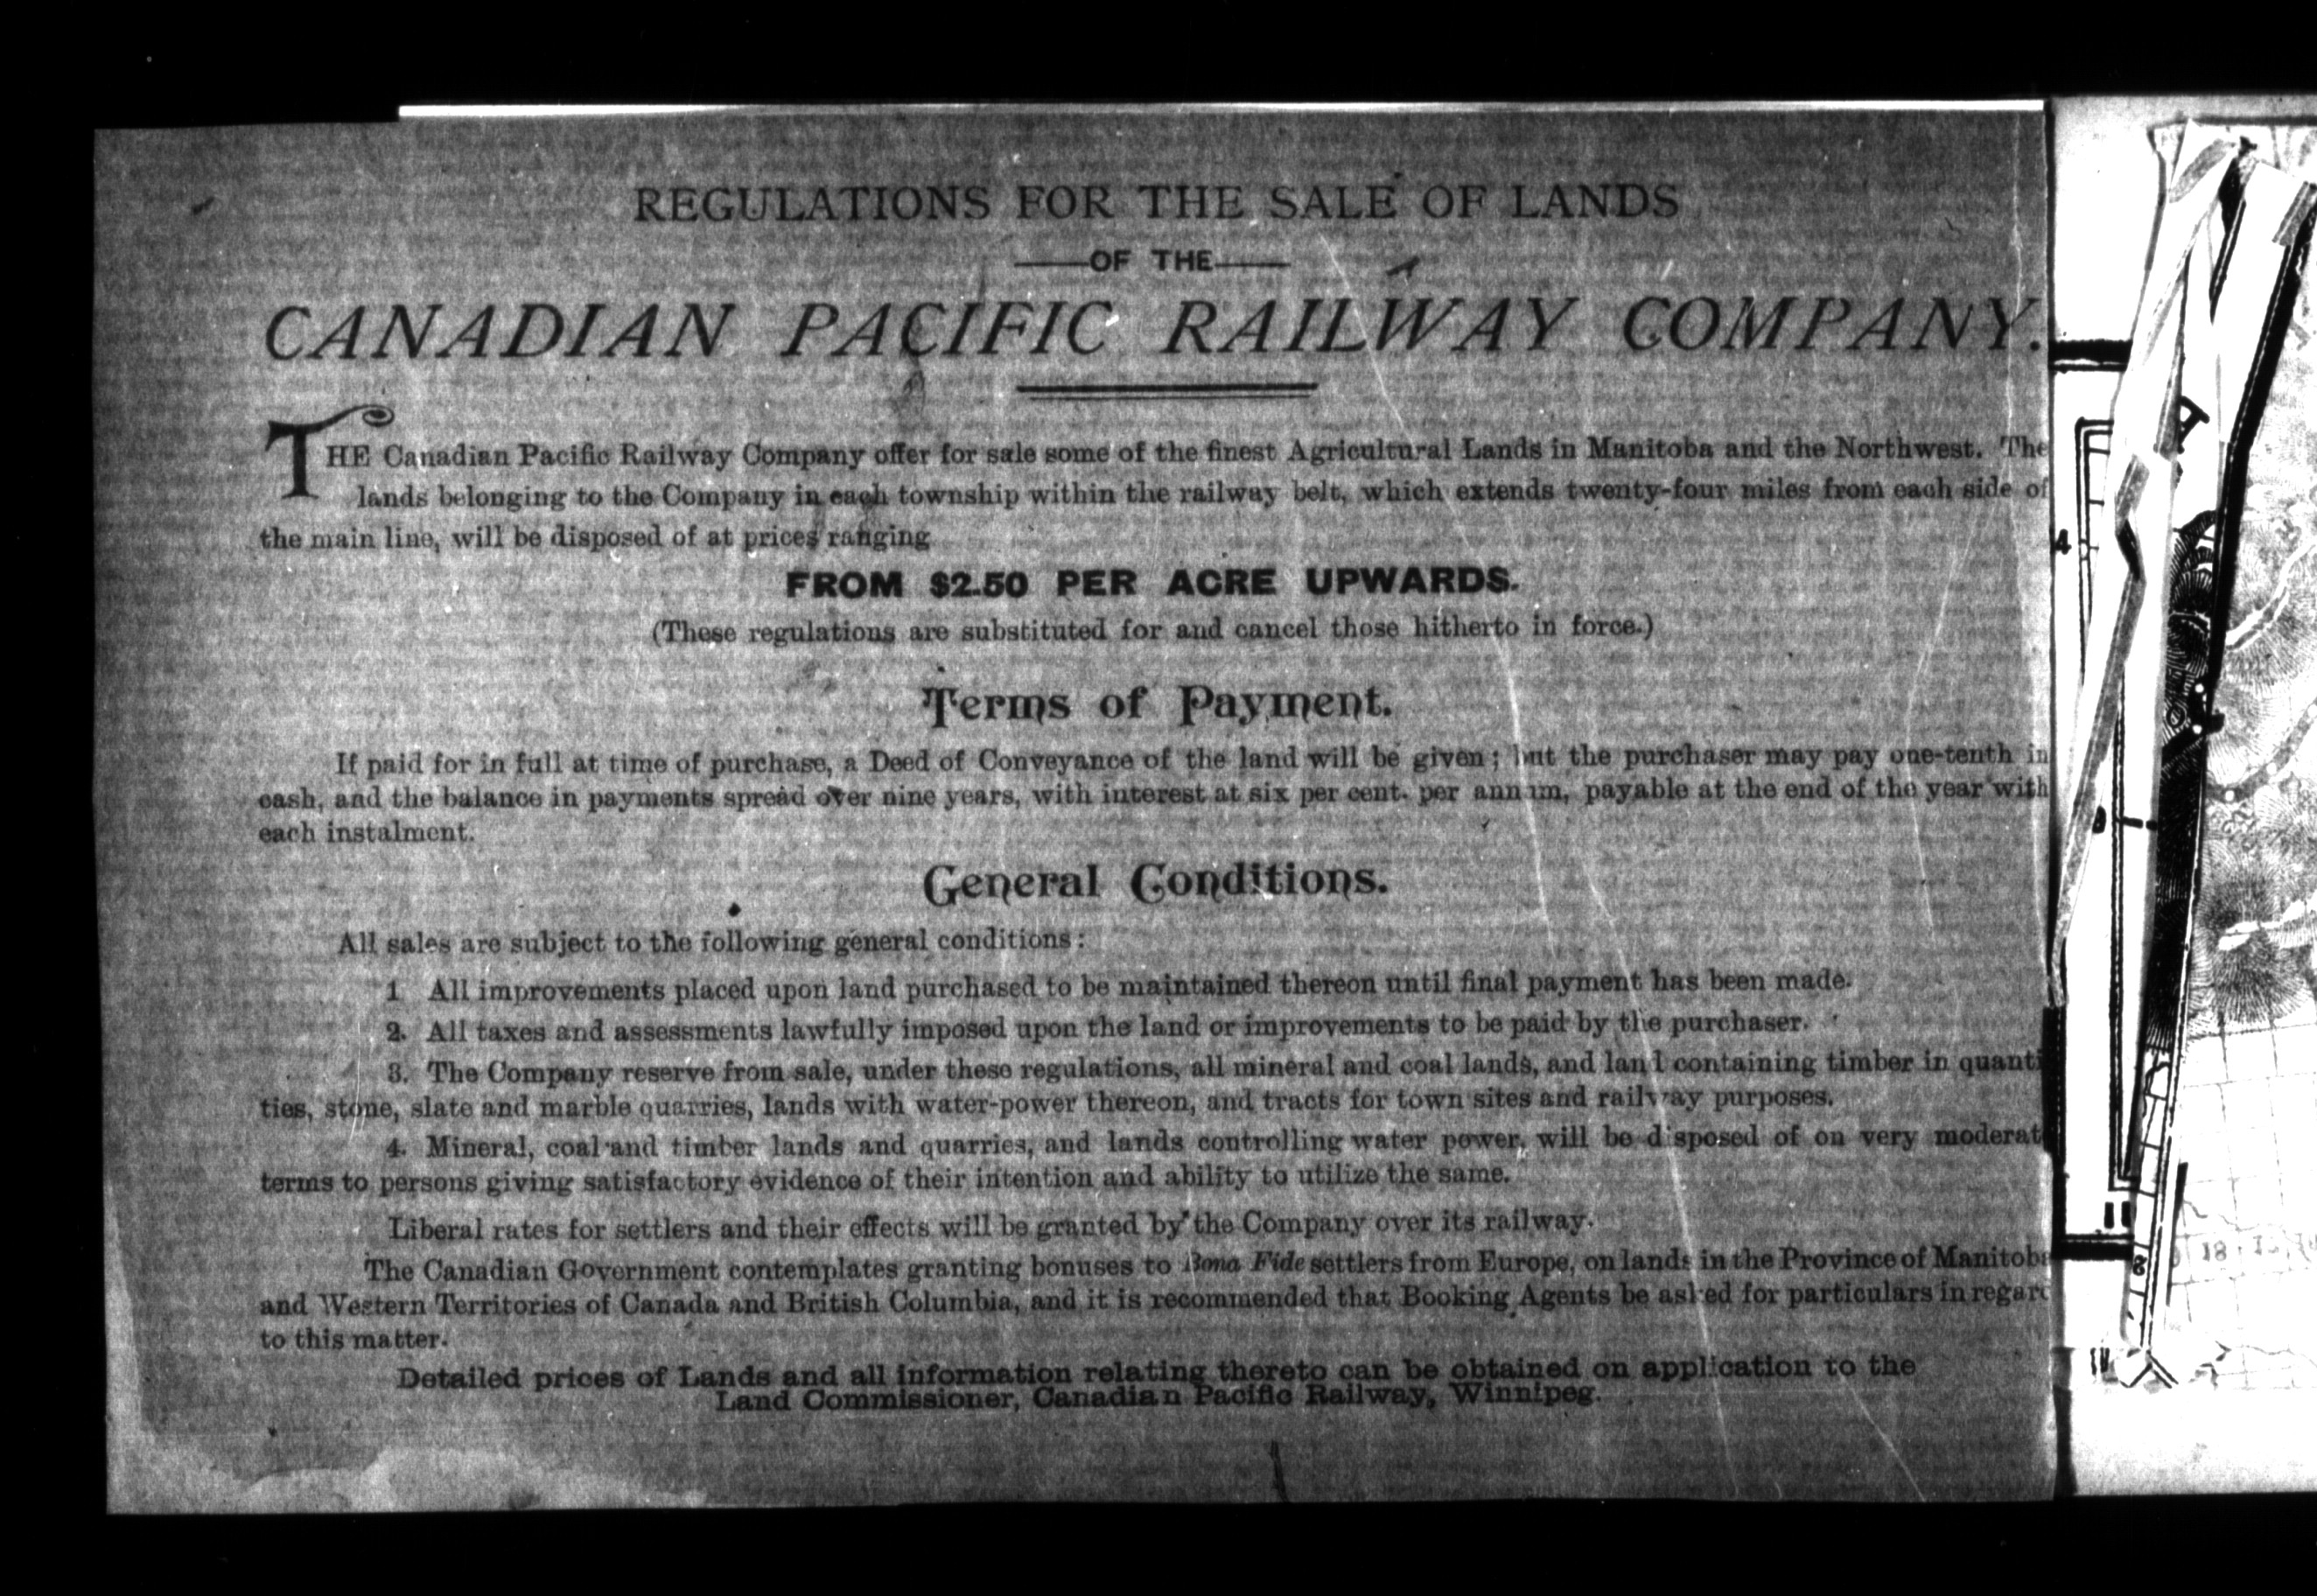 REGULATIONS FOR THE SALE OF LANDS
OF THE
CANADIAN PACIFIC RAILWAY COMPANY.
THE Canadian Pacific Railway Company offer for sale some of the finest Agricultural Lands in Manitoba and the Northwest. The
lands belonging to the Company in each township within the railway belt, which extends twenty-four miles from each side of
the main line, will be disposed of at prices ranging
FROM $2.50 PER ACRE UPWARDS.
(These regulations are substituted for and cancel those hitherto in force.)
Terms of Payment.
If paid for in full at time of purchase, a Deed of Conveyance of the land will be given; but the purchaser may pay one-tenth in
cash, and the balance in payments spread over nine years, with interest at six per cent. per annum, payable at the end of the year with
each instalment.
General Conditions.
All sales are subject to the following general conditions:
1 All improvements placed upon land purchased to be maintained thereon until final payment has been made.
2. All taxes and assessments lawfully imposed upon the land or improvements to be paid by the purchaser.
3. The Company reserve from sale, under these regulations, all mineral and coal lands, and land containing timber in quanti
ties, stone, slate and marble quarries, lands with water-power thereon, and tracts for town sites and railway purposes.
4. Mineral, coal and timber lands and quarries, and lands controlling water power, will be disposed of on very moderat
terms to persons giving satisfactory evidence of their intention and ability to utilize the same.
Liberal rates for settlers and their effects will be granted by the Company over its railway.
The Canadian Government contemplates granting bonuses to Bona Fide settlers from Europe, on lands in the Province of Manitoba
and Western Territories of Canada and British Columbia, and it is recommended that Booking Agents be asked for particulars in regard
to this matter.
Detailed prices of Lands and all information relating thereto can be obtained on application to the
Land Commissioner, Canadian Pacific Railway, Winnipeg.
A
4
18